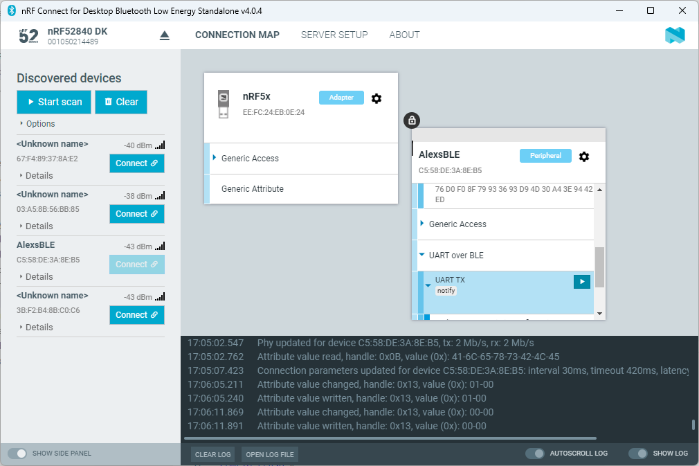 nRF Connect for Desktop Bluetooth Low Energy Standalone v4.0.4
52
nRF52840 DK
001050214489
CONNECTION MAP
SERVER SETUP
ABOUT
Discovered devices
Start scan
Clear
Options
<Unknown name>
-40 dBm
67:F4:89:37:8A:E2
Connect
Details
<Unknown name>
-38 dBm
03:A5:8B:56:BB:85
Connect
Details
AlexsBLE
-43 dBm
C5:58:DE:3A:8E:B5
Connect
Details
<Unknown name>
-43 dBm
3B:F2:B4:8B:C0:C6
Connect
Details
SHOW SIDE PANEL
nRF5x
Adapter
EE:FC:24:EB:0E:24
Generic Access
Generic Attribute
AlexsBLE
Peripheral
C5:58:DE:3A:8E:B5
76 D0 F0 8F 79 93 36 93 D9 4D 30 A4 3E 94 42
ED
Generic Access
UART over BLE
UART TX
notify
17:05:02.547 Phy updated for device C5:58:DE:3A:8E:B5, tx: 2 Mb/s, rx: 2 Mb/s
17:05:02.762 Attribute value read, handle: 0x0B, value (0x): 41-6C-65-78-73-42-4C-45
17:05:07.423 Connection parameters updated for device C5:58:DE:3A:8E:B5: interval 30ms, timeout 420ms, latency
17:06:05.211 Attribute value changed, handle: 0x13, value (0x): 01-00
17:06:05.240 Attribute value written, handle: 0x13, value (0x): 01-00
17:06:11.869 Attribute value changed, handle: 0x13, value (0x): 00-00
17:06:11.891 Attribute value written, handle: 0x13, value (0x): 00-00
CLEAR LOG
OPEN LOG FILE
AUTOSCROLL LOG
SHOW LOG